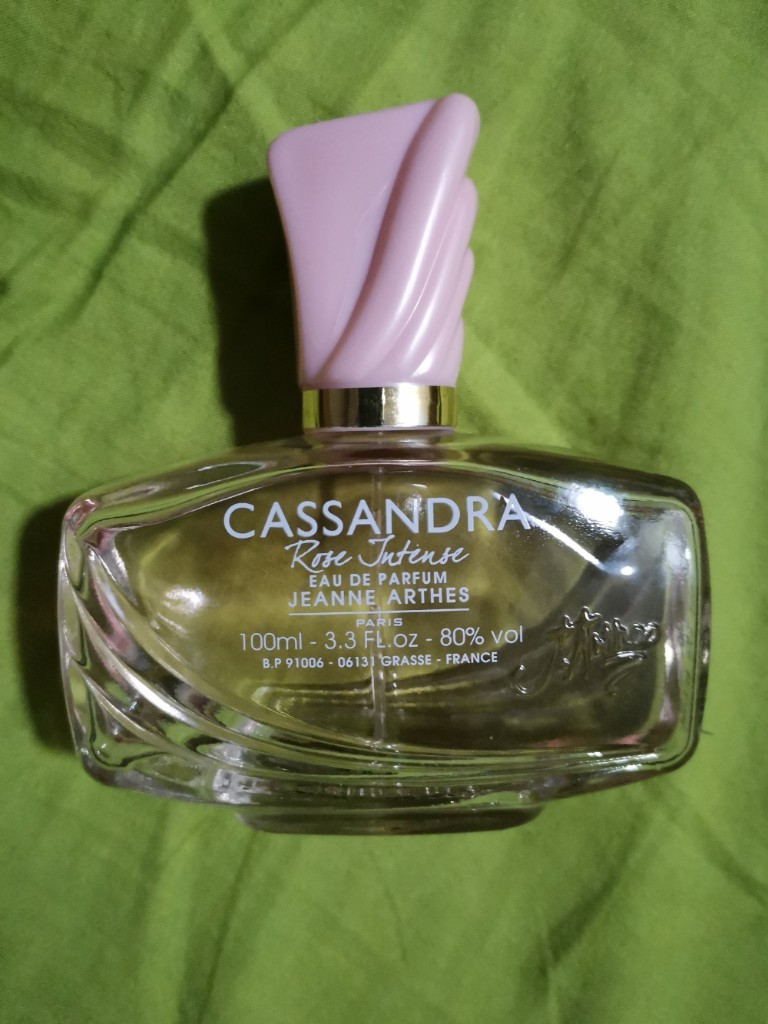 CASSANDRA
Rose Intense
EAU DE PARFUM
JEANNE ARTHES
PARIS
100ml - 3.3 FL.oz - 80% vol
B.P 91006 - 06131 GRASSE - FRANCE